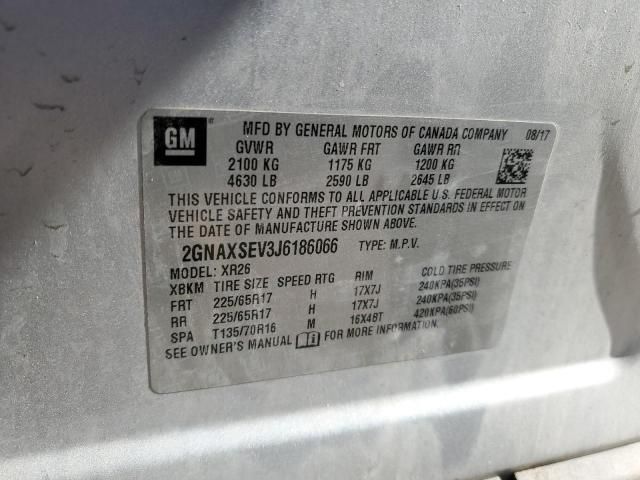 GM
MFD BY GENERAL MOTORS OF CANADA COMPANY 08/17
GVWR GAWR FRT GAWR RR
2100 KG 1175 KG 1200 KG
4630 LB 2590 LB 2645 LB
THIS VEHICLE CONFORMS TO ALL APPLICABLE U.S. FEDERAL MOTOR
VEHICLE SAFETY AND THEFT PREVENTION STANDARDS IN EFFECT ON
THE DATE OF MANUFACTURE SHOWN ABOVE.
2GNAXSEV3J6186066 TYPE: M.P.V.
MODEL: XR26
XBKM TIRE SIZE SPEED RTG RIM COLD TIRE PRESSURE
FRT 225/65R17 H 17X7J 240KPA(35PSI)
RR 225/65R17 H 17X7J 240KPA(35PSI)
SPA T135/70R16 M 16X4BT 420KPA(60PSI)
SEE OWNER'S MANUAL FOR MORE INFORMATION.